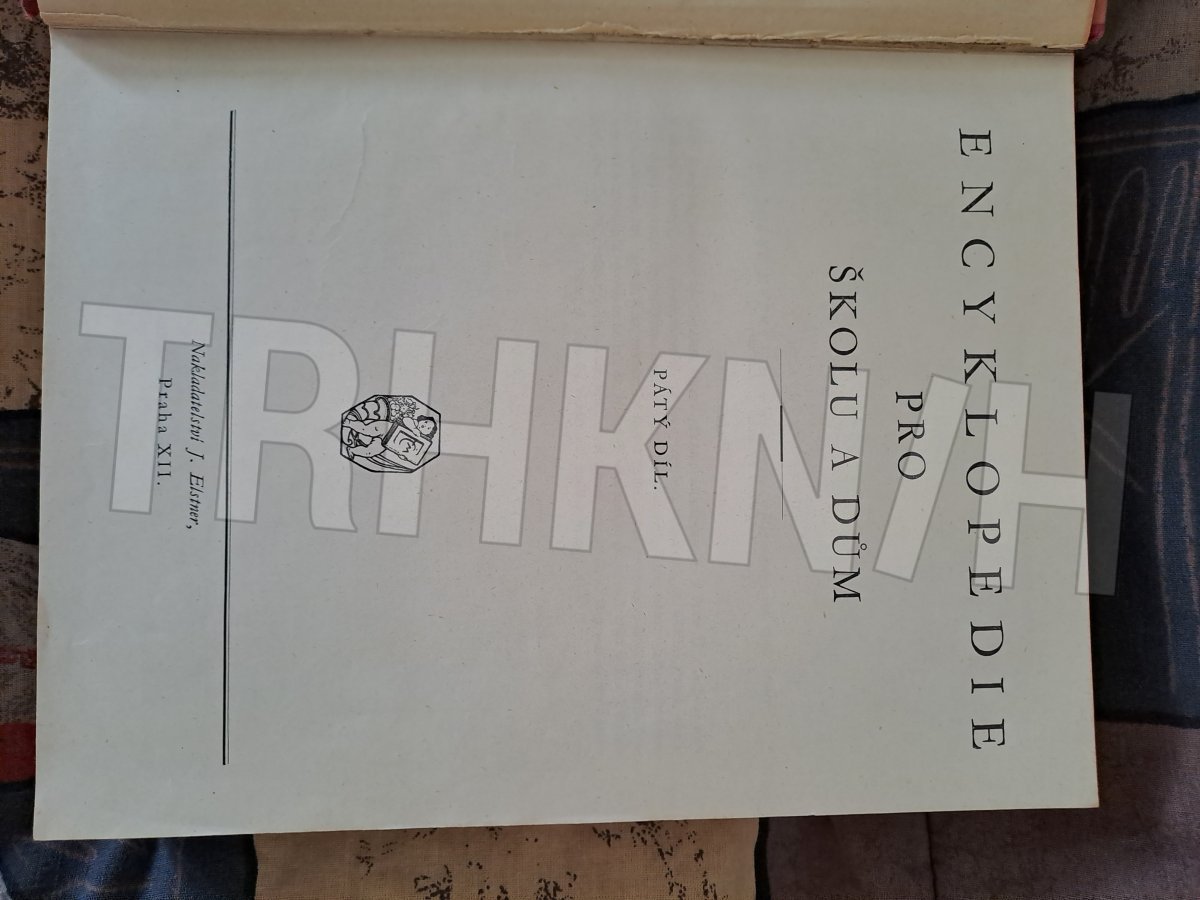 ENCYKLOPEDIE
PRO
ŠKOLU A DŮM
PÁTÝ DÍL.
Nakladatelství J. Elstner,
Praha XII.
TRHKNIH